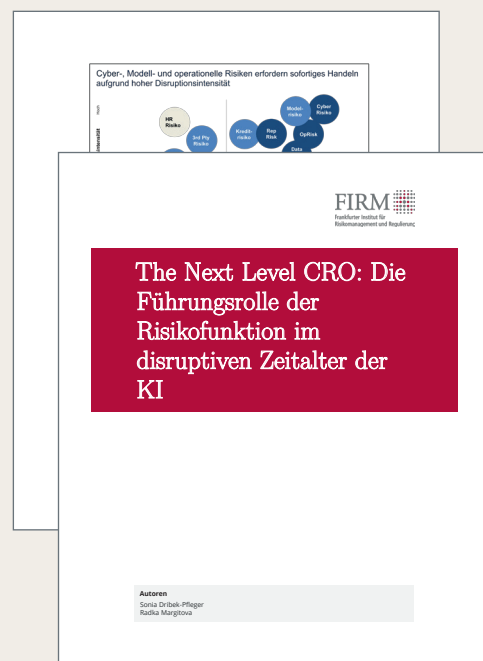 Cyber-, Modell- und operationelle Risiken erfordern sofortiges Handeln
aufgrund hoher Disruptionsintensität
Hoch
intensität
HR
Risiko
3rd Pty
Risiko
Kredit-
risiko
Rep
Risk
Modell-
risiko
Cyber
Risiko
OpRisk
Data
FIRM
Frankfurter Institut für
Risikomanagement und Regulierung
The Next Level CRO: Die
Führungsrolle der
Risikofunktion im
disruptiven Zeitalter der
KI
Autoren
Sonia Dribek-Pfleger
Radka Margitova